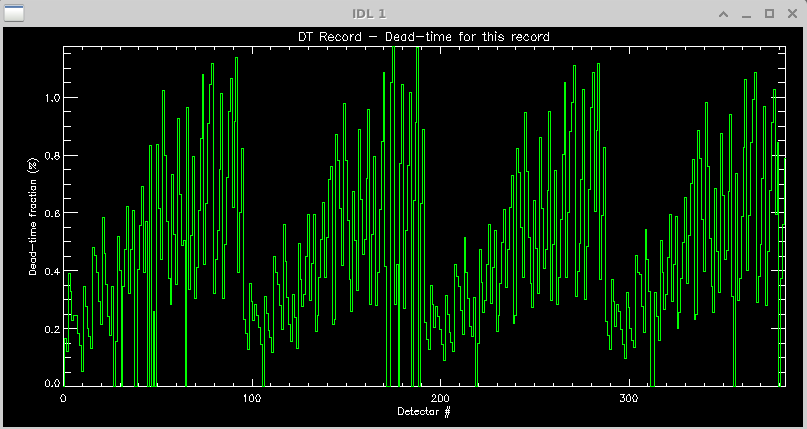 IDL 1
DT Record - Dead-time for this record
Dead-time fraction (%)
1.0
0.8
0.6
0.4
0.2
0.0
0 100 200 300
Detector #